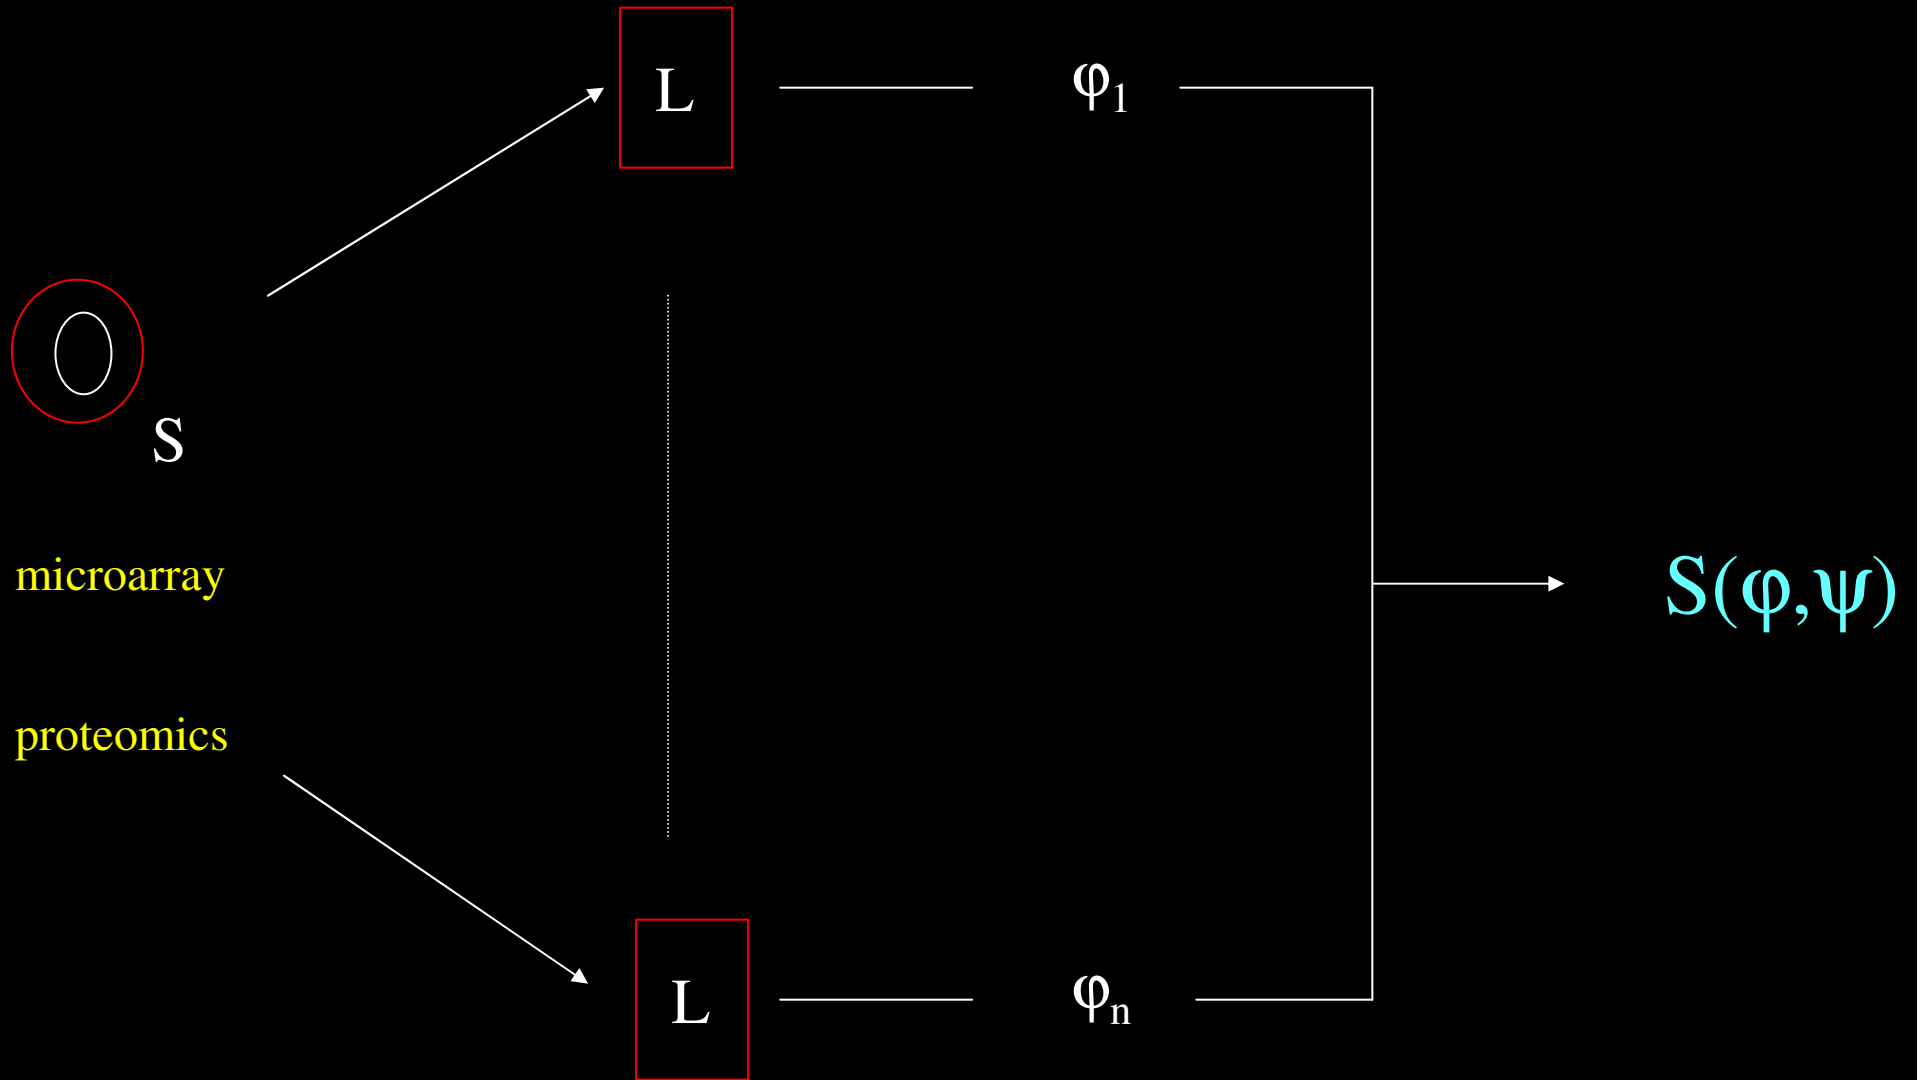 L
φ₁
s
microarray
S(φ,ψ)
proteomics
L
φₙ